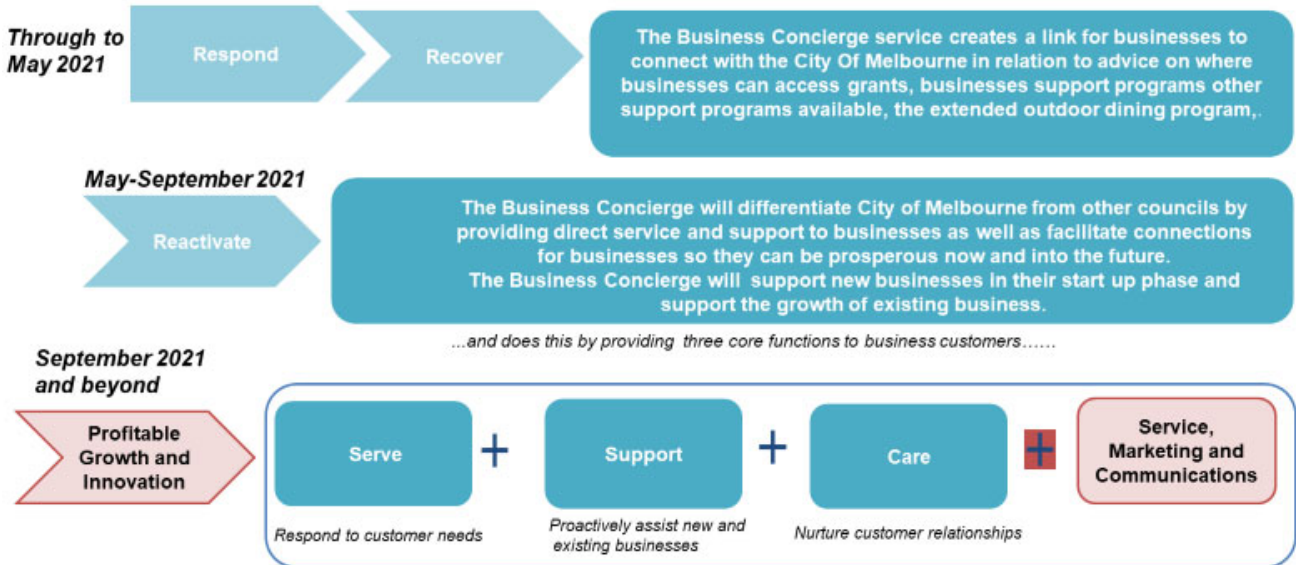 Through to
May 2021
Respond
Recover
The Business Concierge service creates a link for businesses to
connect with the City Of Melbourne in relation to advice on where
businesses can access grants, businesses support programs other
support programs available, the extended outdoor dining program,.
May-September 2021
Reactivate
The Business Concierge will differentiate City of Melbourne from other councils by
providing direct service and support to businesses as well as facilitate connections
for businesses so they can be prosperous now and into the future.
The Business Concierge will  support new businesses in their start up phase and
support the growth of existing business.
...and does this by providing  three core functions to business customers......
September 2021
and beyond
Profitable
Growth and
Innovation
Serve
+
Support
+
Care
+
Service,
Marketing and
Communications
Respond to customer needs
Proactively assist new and
existing businesses
Nurture customer relationships